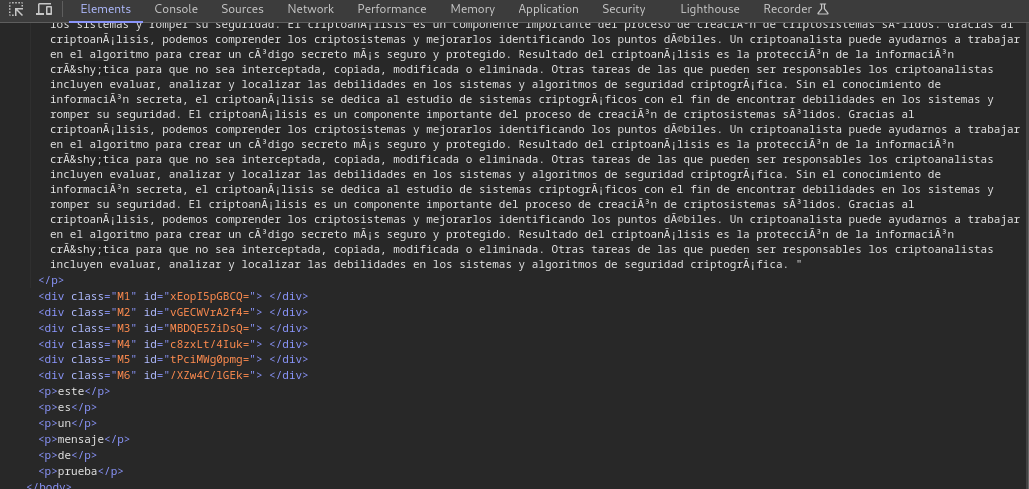 Elements Console Sources Network Performance Memory Application Security Lighthouse Recorder
los sistemas y romper su seguridad. El criptoanÃ¡lisis es un componente importante del proceso de creaciÃ³n de criptosistemas sÃ³lidos. Gracias al
criptoanÃ¡lisis, podemos comprender los criptosistemas y mejorarlos identificando los puntos dÃ©biles. Un criptoanalista puede ayudarnos a trabajar
en el algoritmo para crear un cÃ³digo secreto mÃ¡s seguro y protegido. Resultado del criptoanÃ¡lisis es la protecciÃ³n de la informaciÃ³n
crÃ&shy;tica para que no sea interceptada, copiada, modificada o eliminada. Otras tareas de las que pueden ser responsables los criptoanalistas
incluyen evaluar, analizar y localizar las debilidades en los sistemas y algoritmos de seguridad criptogrÃ¡fica. Sin el conocimiento de
informaciÃ³n secreta, el criptoanÃ¡lisis se dedica al estudio de sistemas criptogrÃ¡ficos con el fin de encontrar debilidades en los sistemas y
romper su seguridad. El criptoanÃ¡lisis es un componente importante del proceso de creaciÃ³n de criptosistemas sÃ³lidos. Gracias al
criptoanÃ¡lisis, podemos comprender los criptosistemas y mejorarlos identificando los puntos dÃ©biles. Un criptoanalista puede ayudarnos a trabajar
en el algoritmo para crear un cÃ³digo secreto mÃ¡s seguro y protegido. Resultado del criptoanÃ¡lisis es la protecciÃ³n de la informaciÃ³n
crÃ&shy;tica para que no sea interceptada, copiada, modificada o eliminada. Otras tareas de las que pueden ser responsables los criptoanalistas
incluyen evaluar, analizar y localizar las debilidades en los sistemas y algoritmos de seguridad criptogrÃ¡fica. Sin el conocimiento de
informaciÃ³n secreta, el criptoanÃ¡lisis se dedica al estudio de sistemas criptogrÃ¡ficos con el fin de encontrar debilidades en los sistemas y
romper su seguridad. El criptoanÃ¡lisis es un componente importante del proceso de creaciÃ³n de criptosistemas sÃ³lidos. Gracias al
criptoanÃ¡lisis, podemos comprender los criptosistemas y mejorarlos identificando los puntos dÃ©biles. Un criptoanalista puede ayudarnos a trabajar
en el algoritmo para crear un cÃ³digo secreto mÃ¡s seguro y protegido. Resultado del criptoanÃ¡lisis es la protecciÃ³n de la informaciÃ³n
crÃ&shy;tica para que no sea interceptada, copiada, modificada o eliminada. Otras tareas de las que pueden ser responsables los criptoanalistas
incluyen evaluar, analizar y localizar las debilidades en los sistemas y algoritmos de seguridad criptogrÃ¡fica. "
</p>
<div class="M1" id="xEopI5pGBCQ="> </div>
<div class="M2" id="vGECWVrA2f4="> </div>
<div class="M3" id="MBDQE5ZiDsQ="> </div>
<div class="M4" id="c8zxLt/4Iuk="> </div>
<div class="M5" id="tPciMWg0pmg="> </div>
<div class="M6" id="/XZw4C/lGEk="> </div>
<p>este</p>
<p>es</p>
<p>un</p>
<p>mensaje</p>
<p>de</p>
<p>prueba</p>
</body>